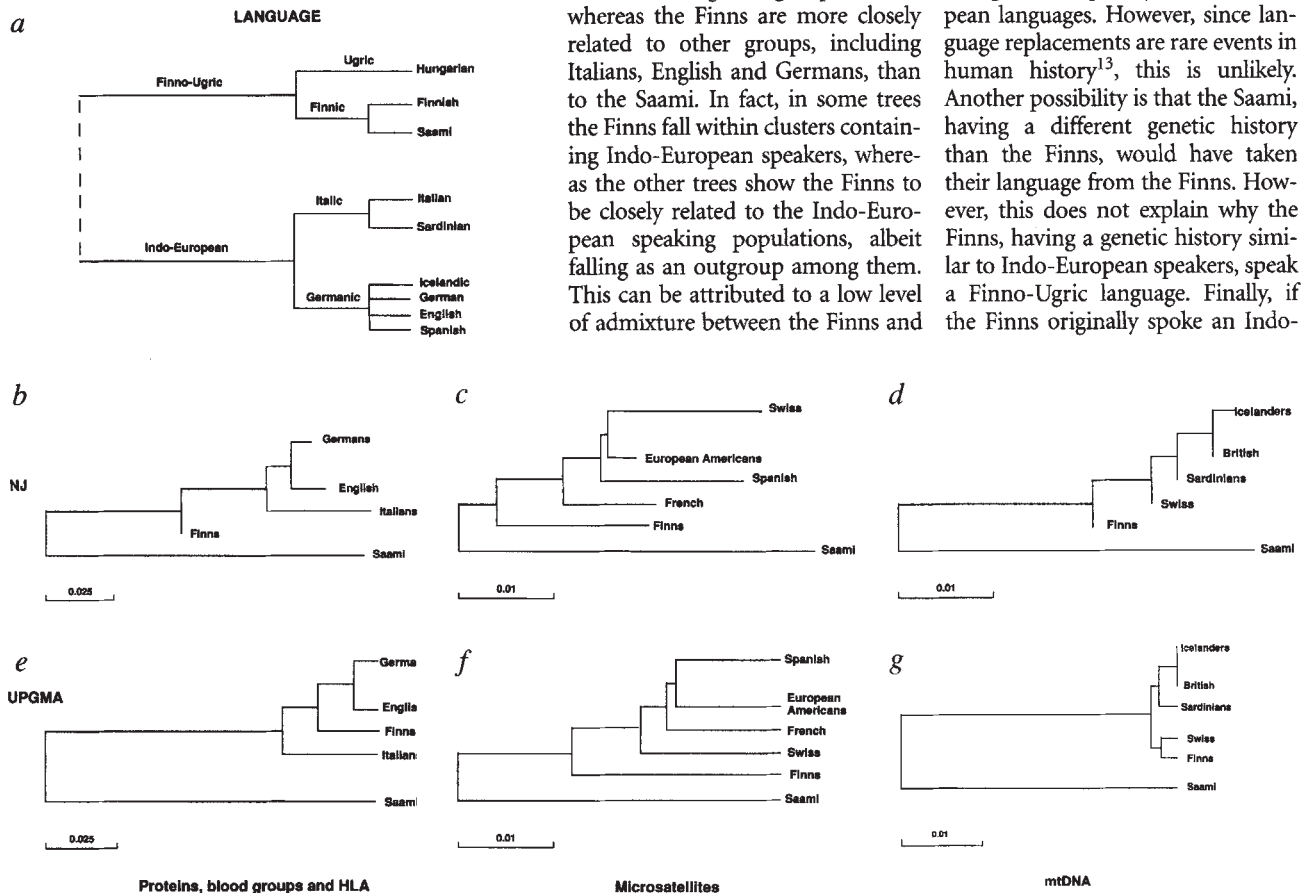 a
LANGUAGE
Ugric
Hungarian
Finno-Ugric
Finnish
Finnic
Saami
Italic
Italian
Sardinian
Indo-European
Icelandic
Germanic
German
English
Spanish
whereas the Finns are more closely
related to other groups, including
Italians, English and Germans, than
to the Saami. In fact, in some trees
the Finns fall within clusters contain-
ing Indo-European speakers, where-
as the other trees show the Finns to
be closely related to the Indo-Euro-
pean speaking populations, albeit
falling as an outgroup among them.
This can be attributed to a low level
of admixture between the Finns and
pean languages. However, since lan-
guage replacements are rare events in
human history13, this is unlikely.
Another possibility is that the Saami,
having a different genetic history
than the Finns, would have taken
their language from the Finns. How-
ever, this does not explain why the
Finns, having a genetic history simi-
lar to Indo-European speakers, speak
a Finno-Ugric language. Finally, if
the Finns originally spoke an Indo-
NJ
b
Germans
English
Italians
Finns
Saami
0.025
c
Swiss
European Americans
Spanish
French
Finns
Saami
0.01
d
Icelanders
British
Sardinians
Swiss
Finns
Saami
0.01
UPGMA
e
Germa
Englis
Finns
Italian
Saam
0.025
Proteins, blood groups and HLA
f
Spanish
European
Americans
French
Swiss
Finns
Saami
0.01
Microsatellites
g
Icelanders
British
Sardinians
Swiss
Finns
Saami
0.01
mtDNA